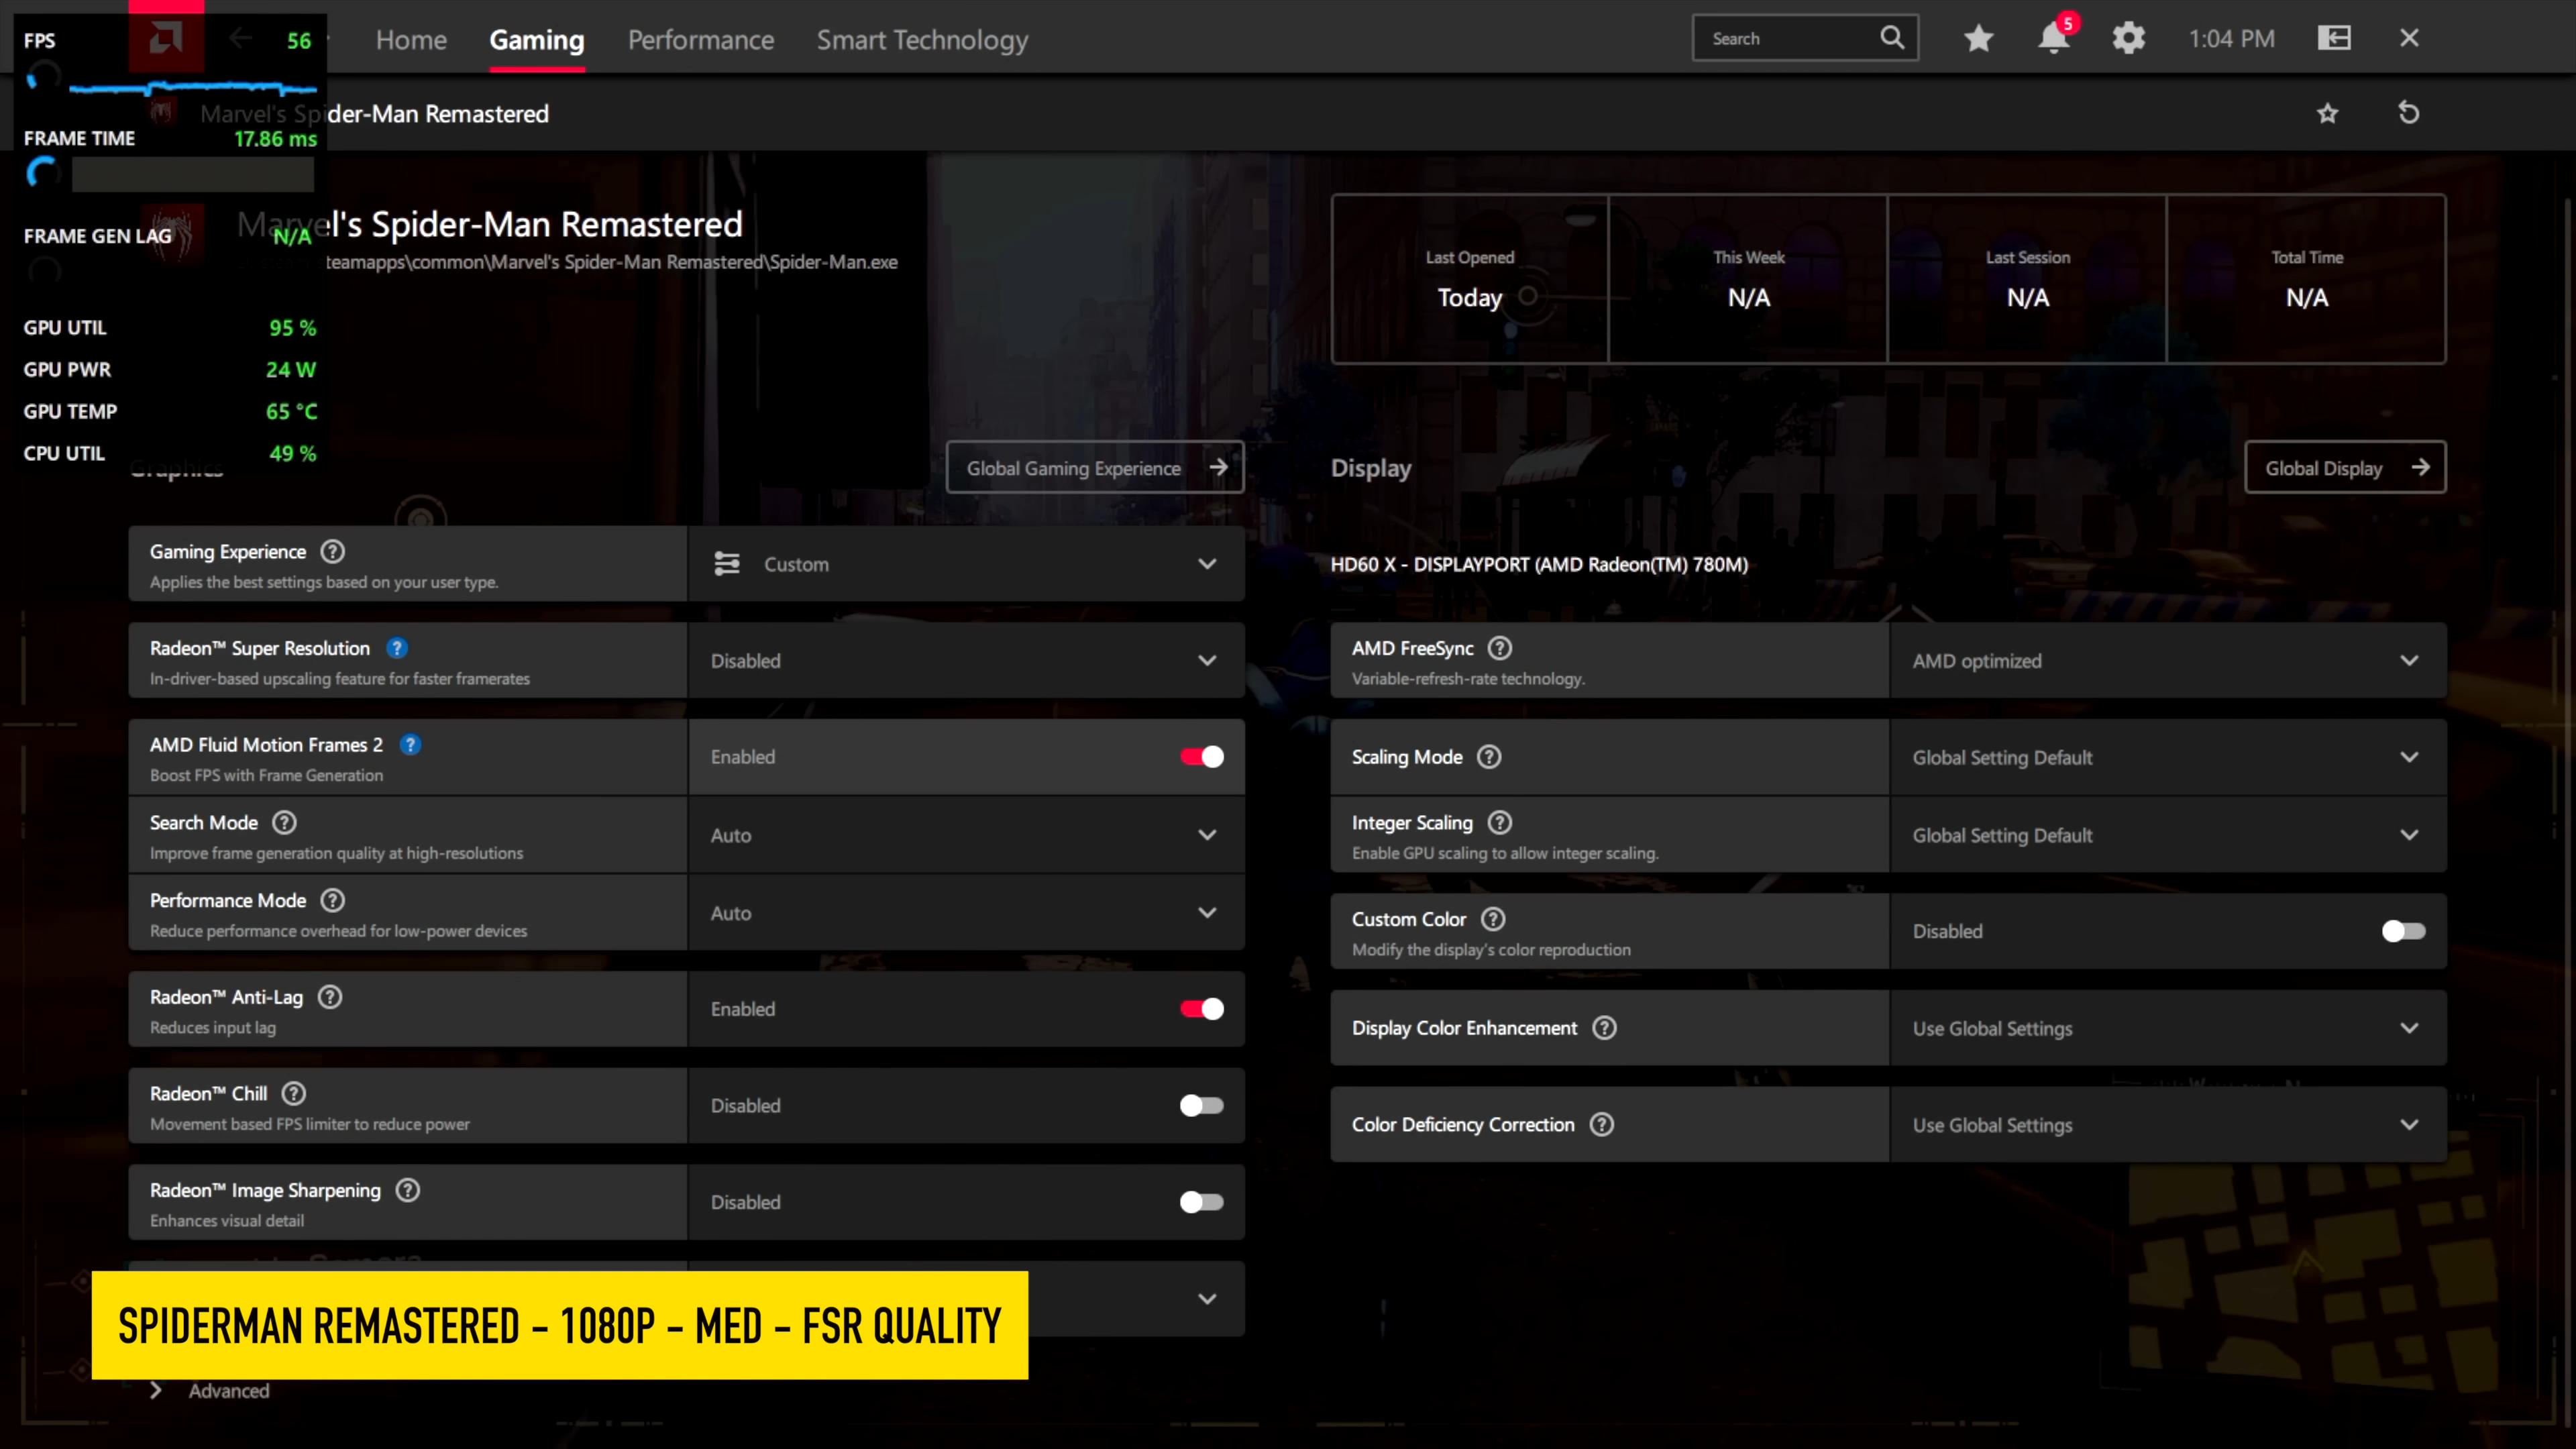 FPS 56
Home Gaming Performance Smart Technology
Search
5
1:04 PM
Marvel's Spider-Man Remastered
FRAME TIME 17.86 ms
Marvel's Spider-Man Remastered
FRAME GEN LAG N/A
teamapps\common\Marvel's Spider-Man Remastered\Spider-Man.exe
GPU UTIL 95 %
GPU PWR 24 W
GPU TEMP 65 °C
CPU UTIL 49 %
Last Opened
Today
This Week
N/A
Last Session
N/A
Total Time
N/A
Graphics
Global Gaming Experience
Gaming Experience
Applies the best settings based on your user type.
Custom
Radeon™ Super Resolution
In-driver-based upscaling feature for faster framerates
Disabled
AMD Fluid Motion Frames 2
Boost FPS with Frame Generation
Enabled
Search Mode
Improve frame generation quality at high-resolutions
Auto
Performance Mode
Reduce performance overhead for low-power devices
Auto
Radeon™ Anti-Lag
Reduces input lag
Enabled
Radeon™ Chill
Movement based FPS limiter to reduce power
Disabled
Radeon™ Image Sharpening
Enhances visual detail
Disabled
Display
Global Display
HD60 X - DISPLAYPORT (AMD Radeon(TM) 780M)
AMD FreeSync
Variable-refresh-rate technology.
AMD optimized
Scaling Mode
Global Setting Default
Integer Scaling
Enable GPU scaling to allow integer scaling.
Global Setting Default
Custom Color
Modify the display's color reproduction
Disabled
Display Color Enhancement
Use Global Settings
Color Deficiency Correction
Use Global Settings
SPIDERMAN REMASTERED - 1080P - MED - FSR QUALITY
Advanced